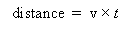 distance = v × t